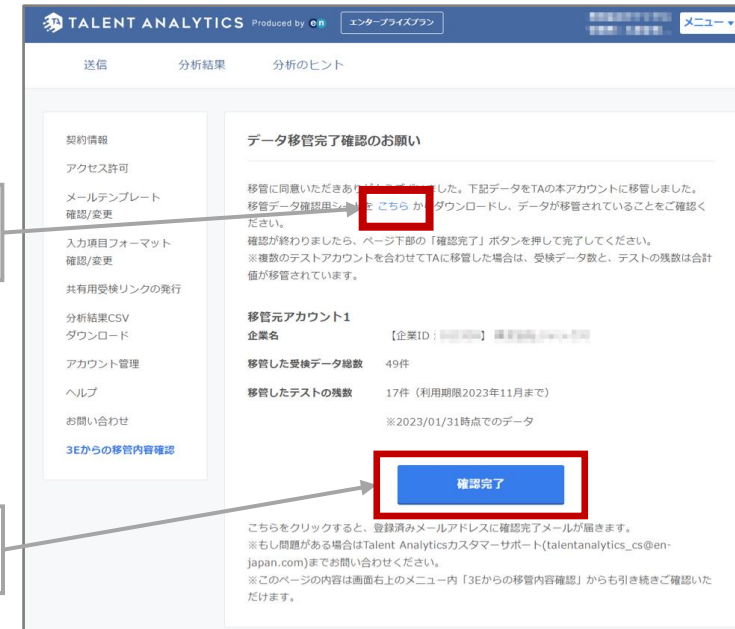 TALENT ANALYTICS Produced by en エンタープライズプラン
メニュー
送信 分析結果 分析のヒント
契約情報
アクセス許可
メールテンプレート
確認/変更
入力項目フォーマット
確認/変更
共有用受検リンクの発行
分析結果CSV
ダウンロード
アカウント管理
ヘルプ
お問い合わせ
3Eからの移管内容確認
データ移管完了確認のお願い
移管に同意いただきあり した。下記データをTAの本アカウントに移管しました。
移管データ確認用シ を こちら か ダウンロードし、データが移管されていることをご確認く
ださい。
確認が終わりましたら、ページ下部の「確認完了」ボタンを押して完了してください。
※複数のテストアカウントを合わせてTAに移管した場合は、受検データ数と、テストの残数は合計
値が移管されています。
移管元アカウント1
企業名 【企業ID: 】
移管した受検データ総数 49件
移管したテストの残数 17件（利用期限2023年11月まで）
※2023/01/31時点でのデータ
確認完了
こちらをクリックすると、登録済みメールアドレスに確認完了メールが届きます。
※もし問題がある場合はTalent Analyticsカスタマーサポート(talentanalytics_cs@en-
japan.com)までお問い合わせください。
※このページの内容は画面右上のメニュー内「3Eからの移管内容確認」からも引き続きご確認いた
だけます。